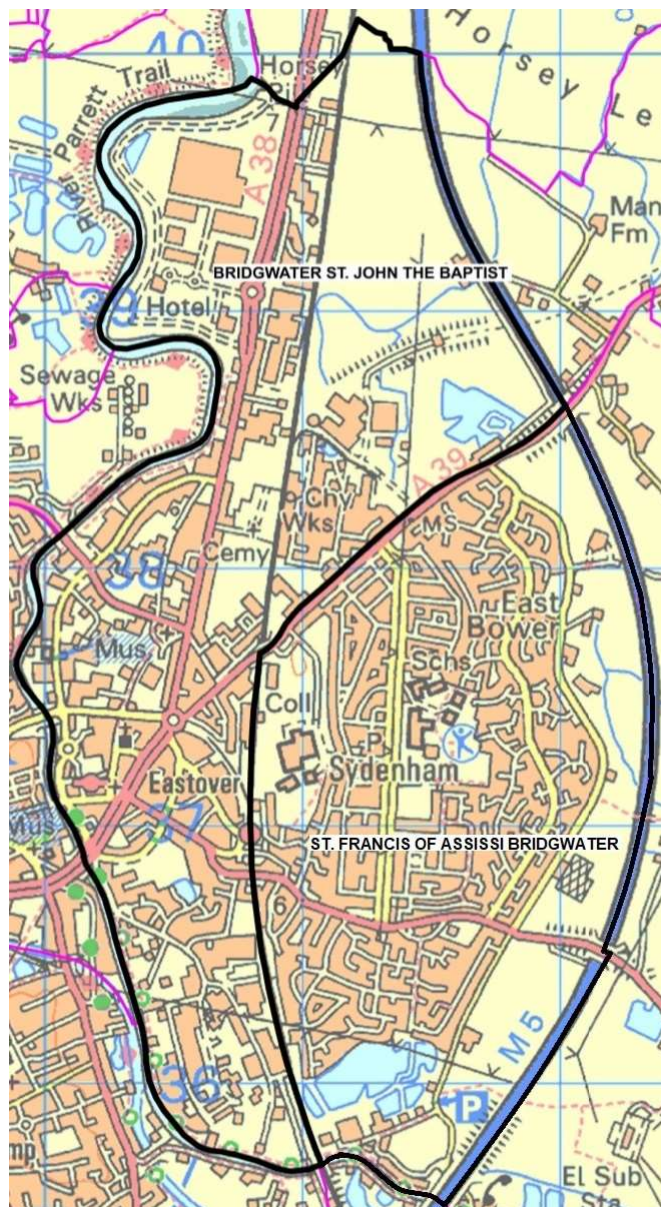 40
Horsey
Horsey Le
River Parrett Trail
A 38
Man
Fm
BRIDGWATER ST. JOHN THE BAPTIST
39
Hotel
Sewage
Wks
A 39
MS
Chy
Wks
Cemy
38
East
Bower
Mus
Schs
Coll
P
Sydenham
Eastover
Mus
37
ST. FRANCIS OF ASSISSI BRIDGWATER
6
M 5
36
P
mp
El Sub
Sta